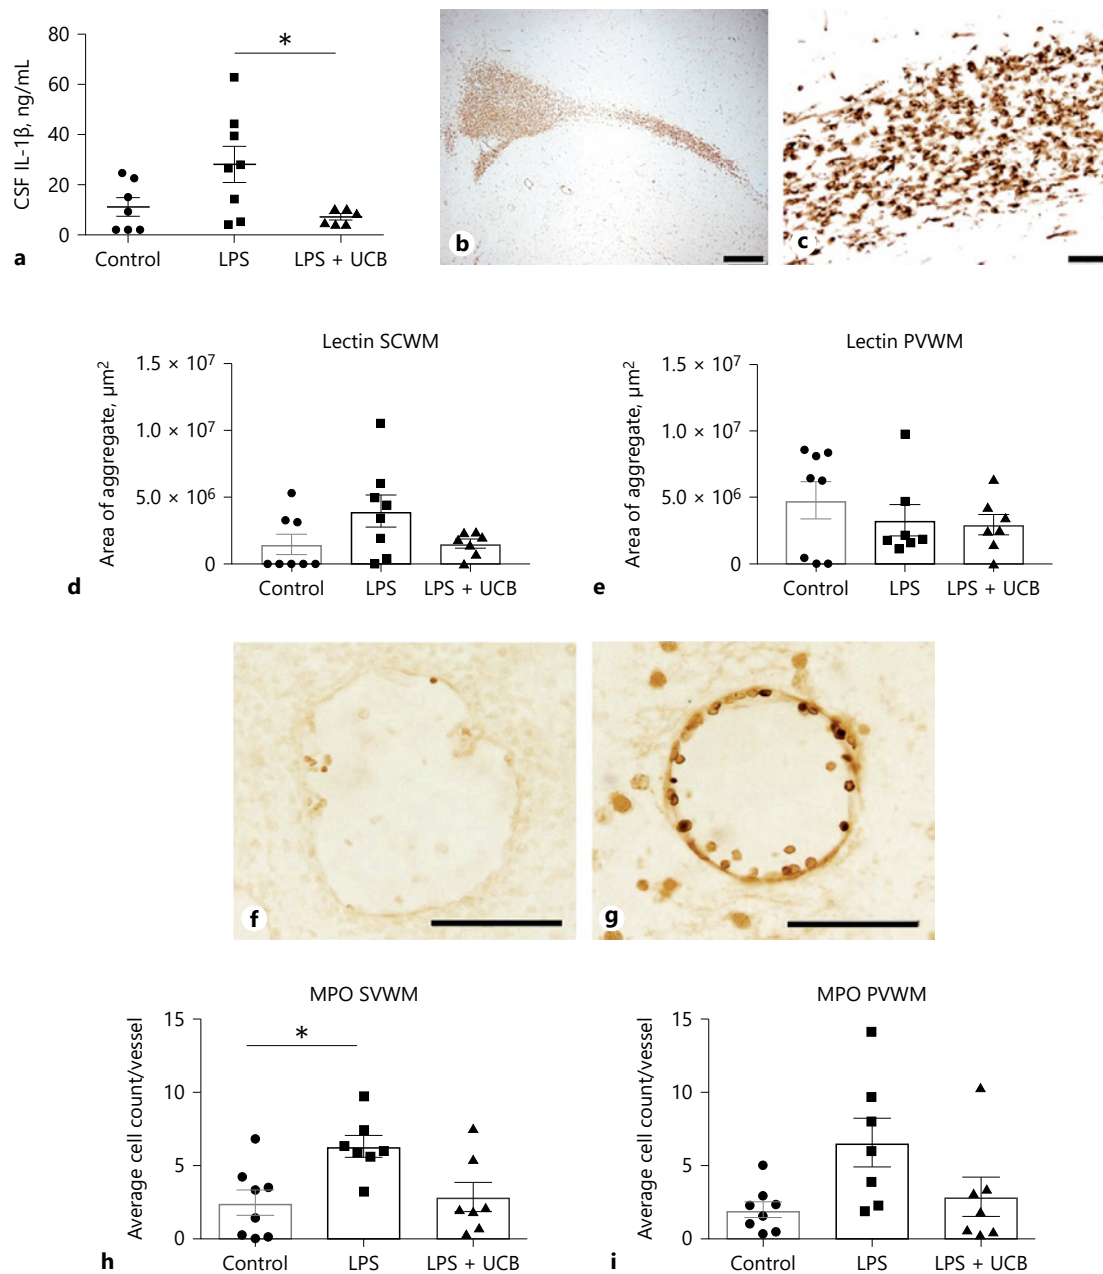 80
60
40
20
0
CSF IL-1β, ng/mL
*
Control
LPS
LPS + UCB
a
b
c
Lectin SCWM
1.5 × 10⁷
1.0 × 10⁷
5.0 × 10⁶
0
Area of aggregate, µm²
Control
LPS
LPS + UCB
d
Lectin PVWM
1.5 × 10⁷
1.0 × 10⁷
5.0 × 10⁶
0
Area of aggregate, µm²
Control
LPS
LPS + UCB
e
f
g
MPO SVWM
15
10
5
0
Average cell count/vessel
*
Control
LPS
LPS + UCB
h
MPO PVWM
15
10
5
0
Average cell count/vessel
Control
LPS
LPS + UCB
i